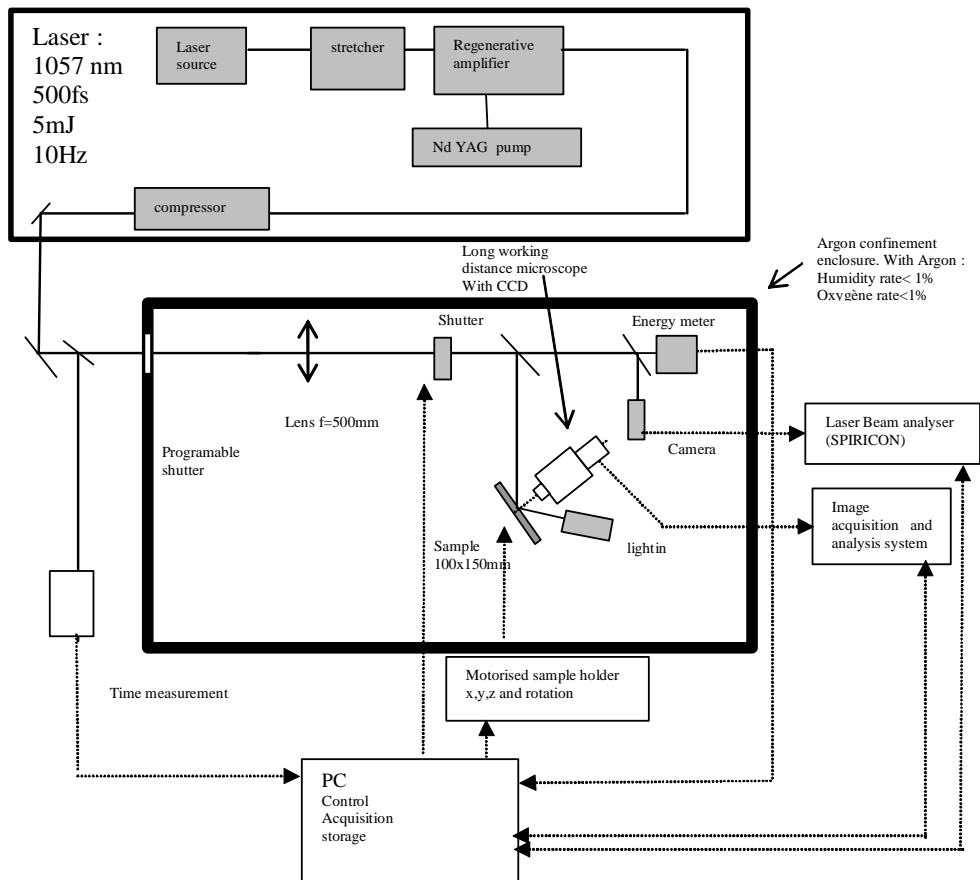 Laser :
1057 nm
500fs
5mJ
10Hz
Laser
source
stretcher
Regenerative
amplifier
Nd YAG pump
compressor
Long working
distance microscope
With CCD
Argon confinement
enclosure. With Argon :
Humidity rate< 1%
Oxygène rate<1%
Shutter
Energy meter
Lens f=500mm
Programable
shutter
Camera
Laser Beam analyser
(SPIRICON)
Image
acquisition and
analysis system
Sample
100x150mm
lightin
Motorised sample holder
x,y,z and rotation
Time measurement
PC
Control
Acquisition
storage